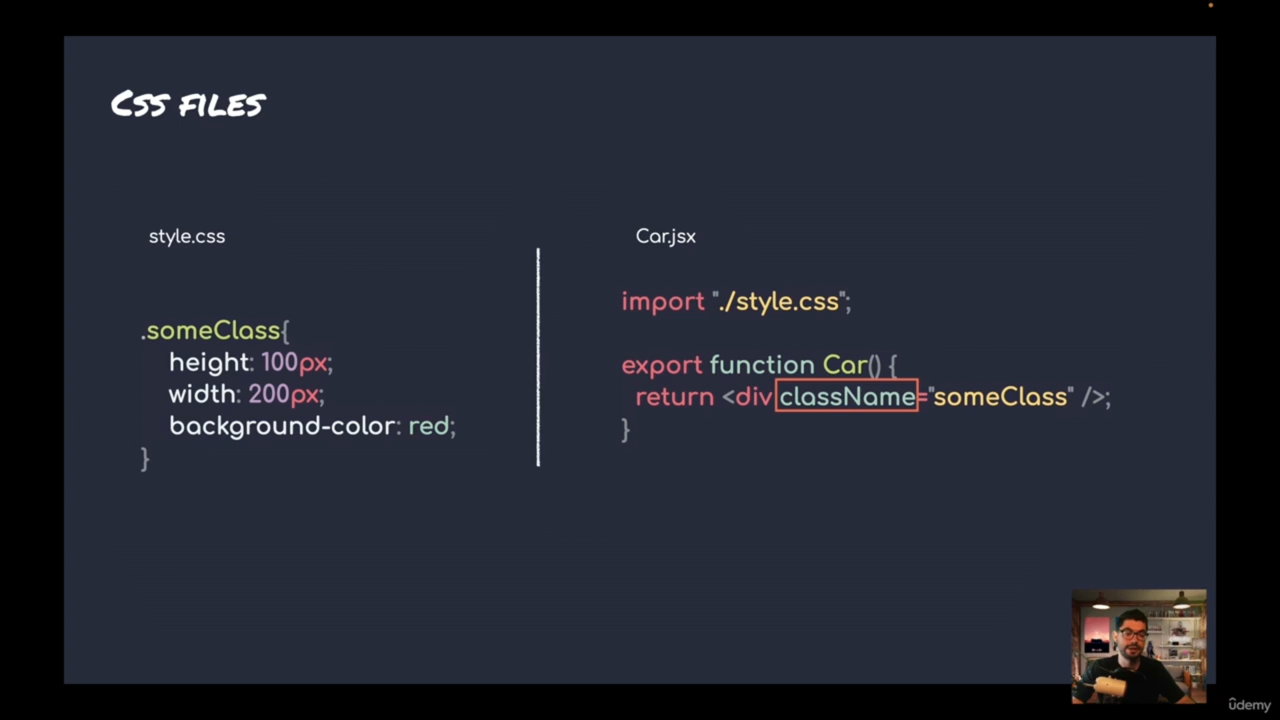 Css files
style.css
.someClass{
height: 100px;
width: 200px;
background-color: red;
}
Car.jsx
import "./style.css";
export function Car() {
return <div className="someClass" />;
}
ûdemy